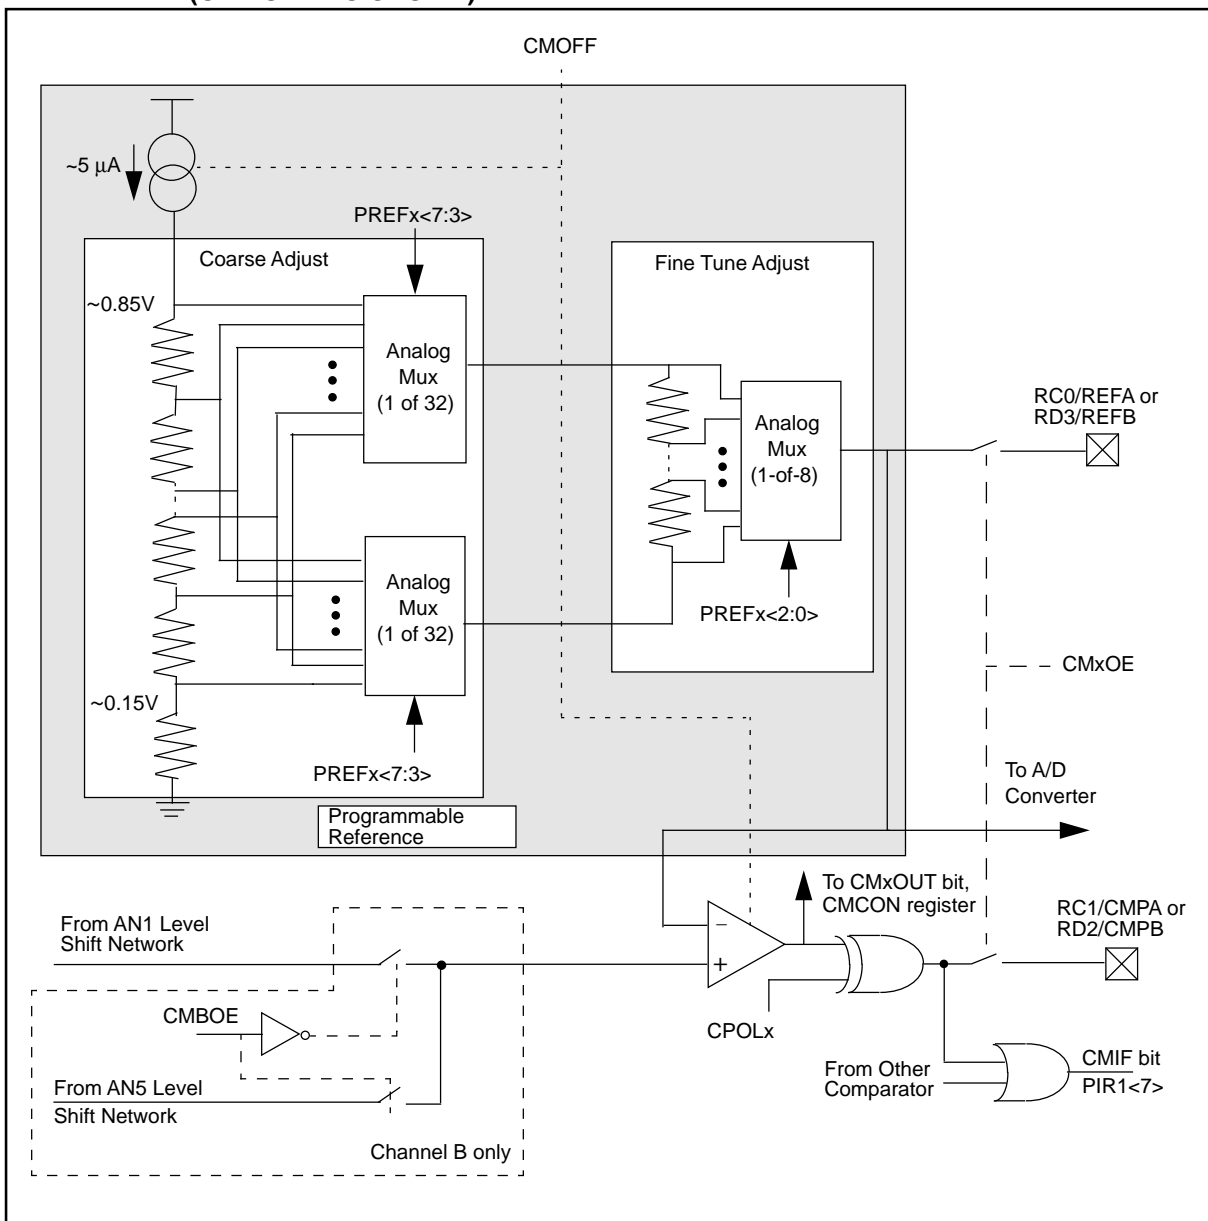 CMOFF
~5 µA
PREFx<7:3>
Coarse Adjust
Fine Tune Adjust
~0.85V
Analog
Mux
(1 of 32)
Analog
Mux
(1-of-8)
RC0/REFA or
RD3/REFB
Analog
Mux
(1 of 32)
PREFx<2:0>
CMxOE
~0.15V
PREFx<7:3>
To A/D
Converter
Programmable
Reference
To CMxOUT bit,
CMCON register
From AN1 Level
Shift Network
RC1/CMPA or
RD2/CMPB
−
+
CMBOE
CPOLx
From Other
Comparator
CMIF bit
PIR1<7>
From AN5 Level
Shift Network
Channel B only